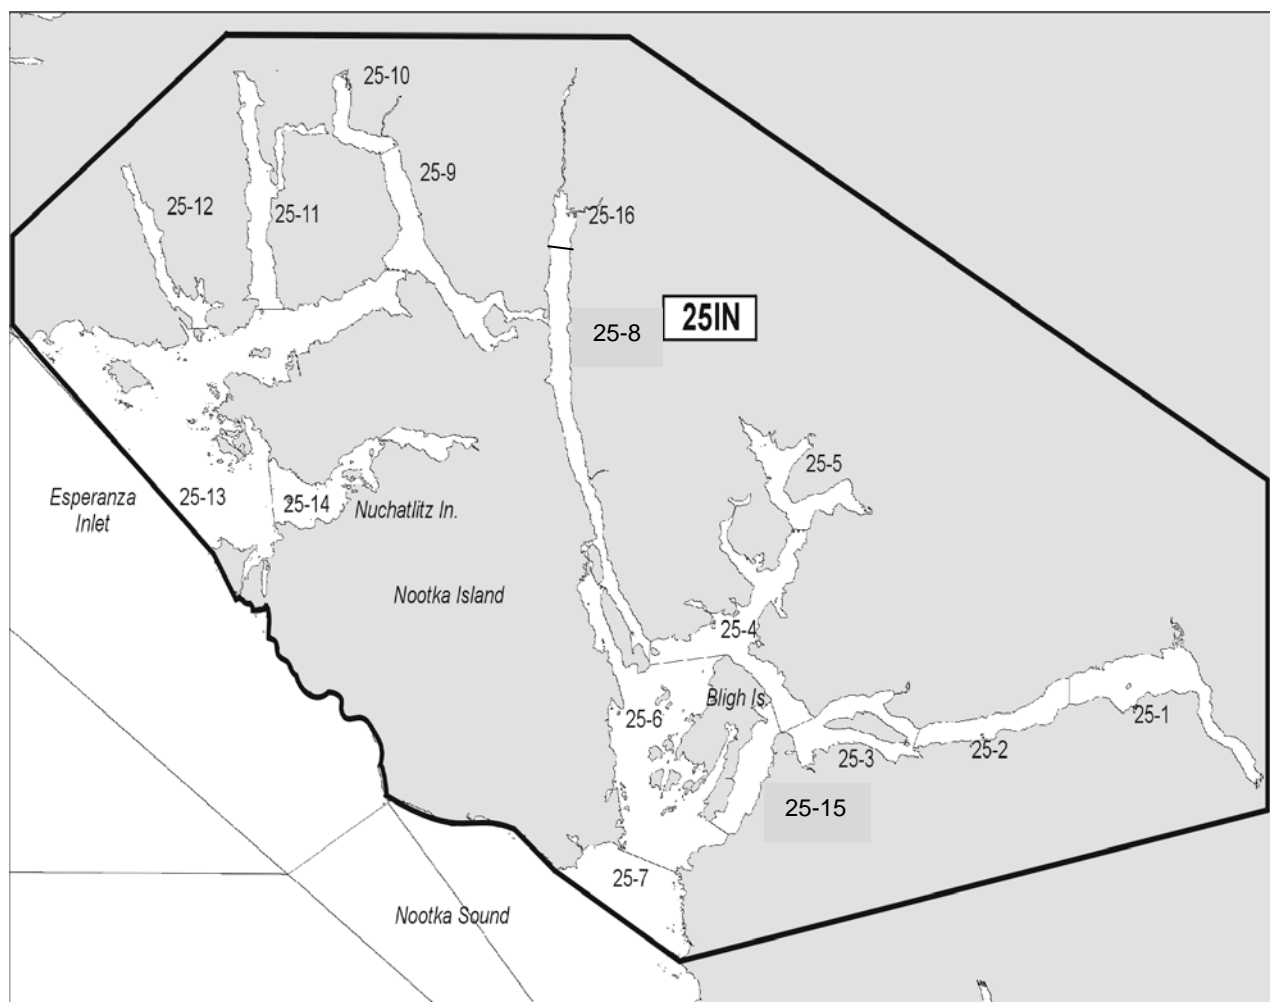 25-10
25-9
25-12
25-11
25-16
25IN
25-8
25-5
Esperanza
Inlet
25-13
25-14
Nuchatlitz In.
Nootka Island
25-4
Bligh Is.
25-6
25-1
25-2
25-3
25-15
25-7
Nootka Sound